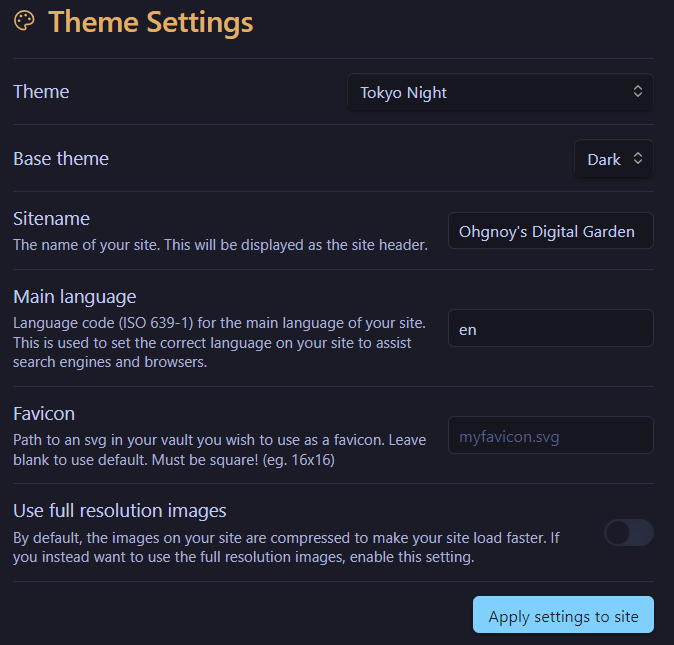 Theme Settings
Theme
Tokyo Night
Base theme
Dark
Sitename
The name of your site. This will be displayed as the site header.
Ohgnoy's Digital Garden
Main language
Language code (ISO 639-1) for the main language of your site.
This is used to set the correct language on your site to assist
search engines and browsers.
en
Favicon
Path to an svg in your vault you wish to use as a favicon. Leave
blank to use default. Must be square! (eg. 16x16)
myfavicon.svg
Use full resolution images
By default, the images on your site are compressed to make your site load faster. If
you instead want to use the full resolution images, enable this setting.
Apply settings to site